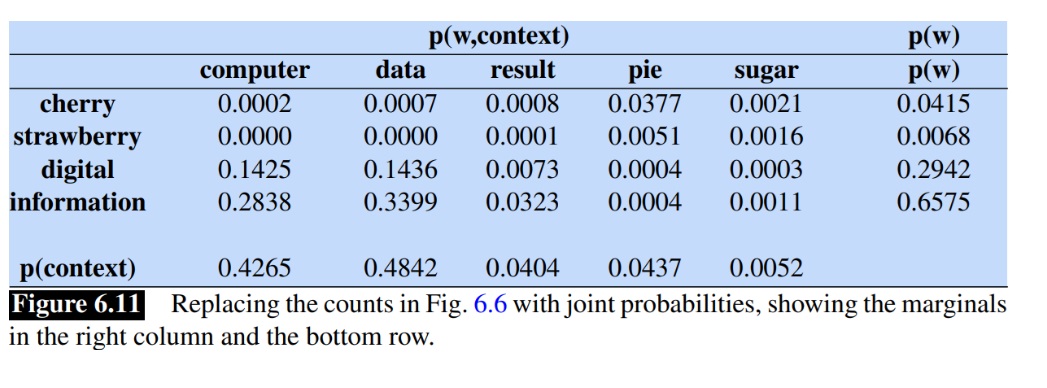 p(w,context) p(w)
computer data result pie sugar p(w)
cherry 0.0002 0.0007 0.0008 0.0377 0.0021 0.0415
strawberry 0.0000 0.0000 0.0001 0.0051 0.0016 0.0068
digital 0.1425 0.1436 0.0073 0.0004 0.0003 0.2942
information 0.2838 0.3399 0.0323 0.0004 0.0011 0.6575
p(context) 0.4265 0.4842 0.0404 0.0437 0.0052
Figure 6.11 Replacing the counts in Fig. 6.6 with joint probabilities, showing the marginals
in the right column and the bottom row.